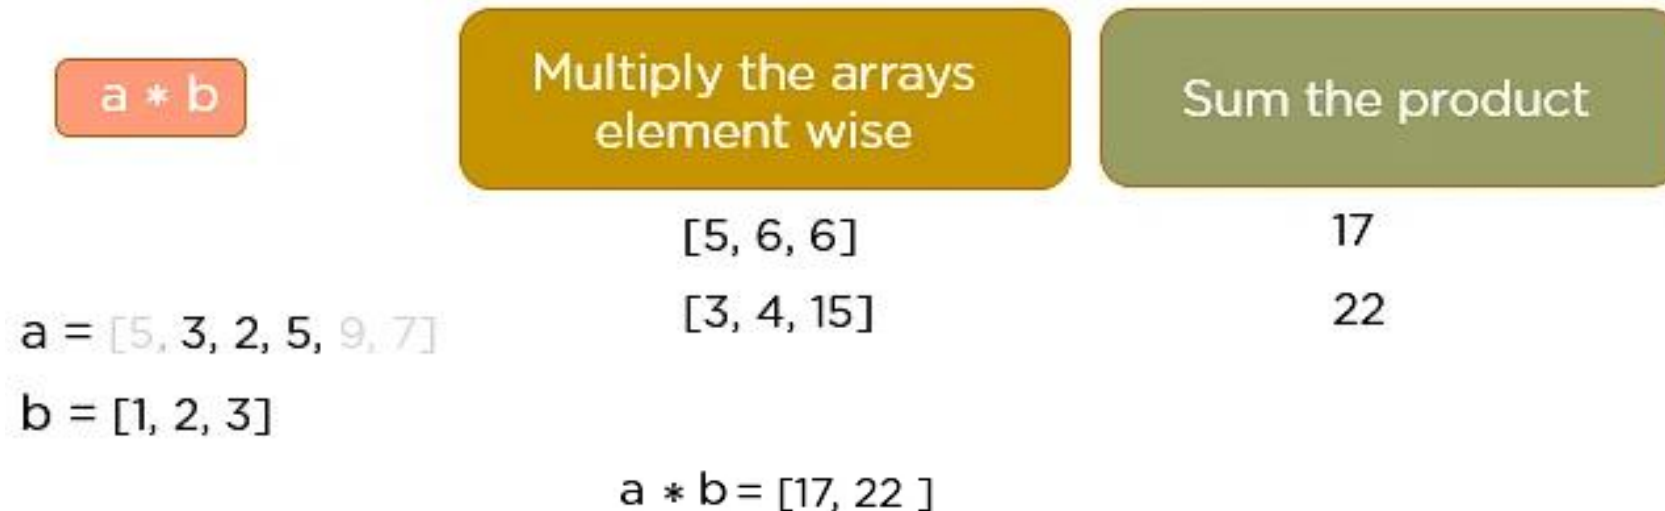 a * b
Multiply the arrays
element wise
Sum the product
[5, 6, 6]
17
[3, 4, 15]
22
a = [5, 3, 2, 5, 9, 7]
b = [1, 2, 3]
a * b = [17, 22 ]